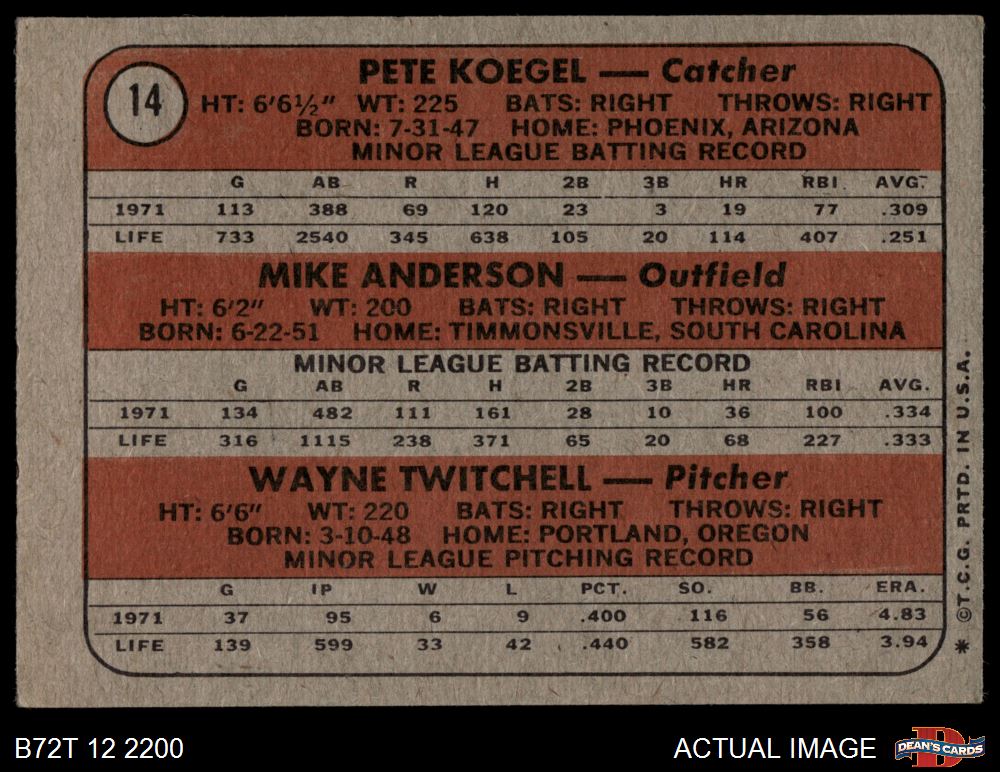 14
PETE KOEGEL — Catcher
HT: 6'6½" WT: 225 BATS: RIGHT THROWS: RIGHT
BORN: 7-31-47 HOME: PHOENIX, ARIZONA
MINOR LEAGUE BATTING RECORD
G AB R H 2B 3B HR RBI AVG.
1971 113 388 69 120 23 3 19 77 .309
LIFE 733 2540 345 638 105 20 114 407 .251
MIKE ANDERSON — Outfield
HT: 6'2" WT: 200 BATS: RIGHT THROWS: RIGHT
BORN: 6-22-51 HOME: TIMMONSVILLE, SOUTH CAROLINA
MINOR LEAGUE BATTING RECORD
G AB R H 2B 3B HR RBI AVG.
1971 134 482 111 161 28 10 36 100 .334
LIFE 316 1115 238 371 65 20 68 227 .333
WAYNE TWITCHELL — Pitcher
HT: 6'6" WT: 220 BATS: RIGHT THROWS: RIGHT
BORN: 3-10-48 HOME: PORTLAND, OREGON
MINOR LEAGUE PITCHING RECORD
G IP W L PCT. SO. BB. ERA.
1971 37 95 6 9 .400 116 56 4.83
LIFE 139 599 33 42 .440 582 358 3.94
* ©T.C.G. PRTD. IN U.S.A.
B72T 12 2200
ACTUAL IMAGE
DEAN'S CARDS